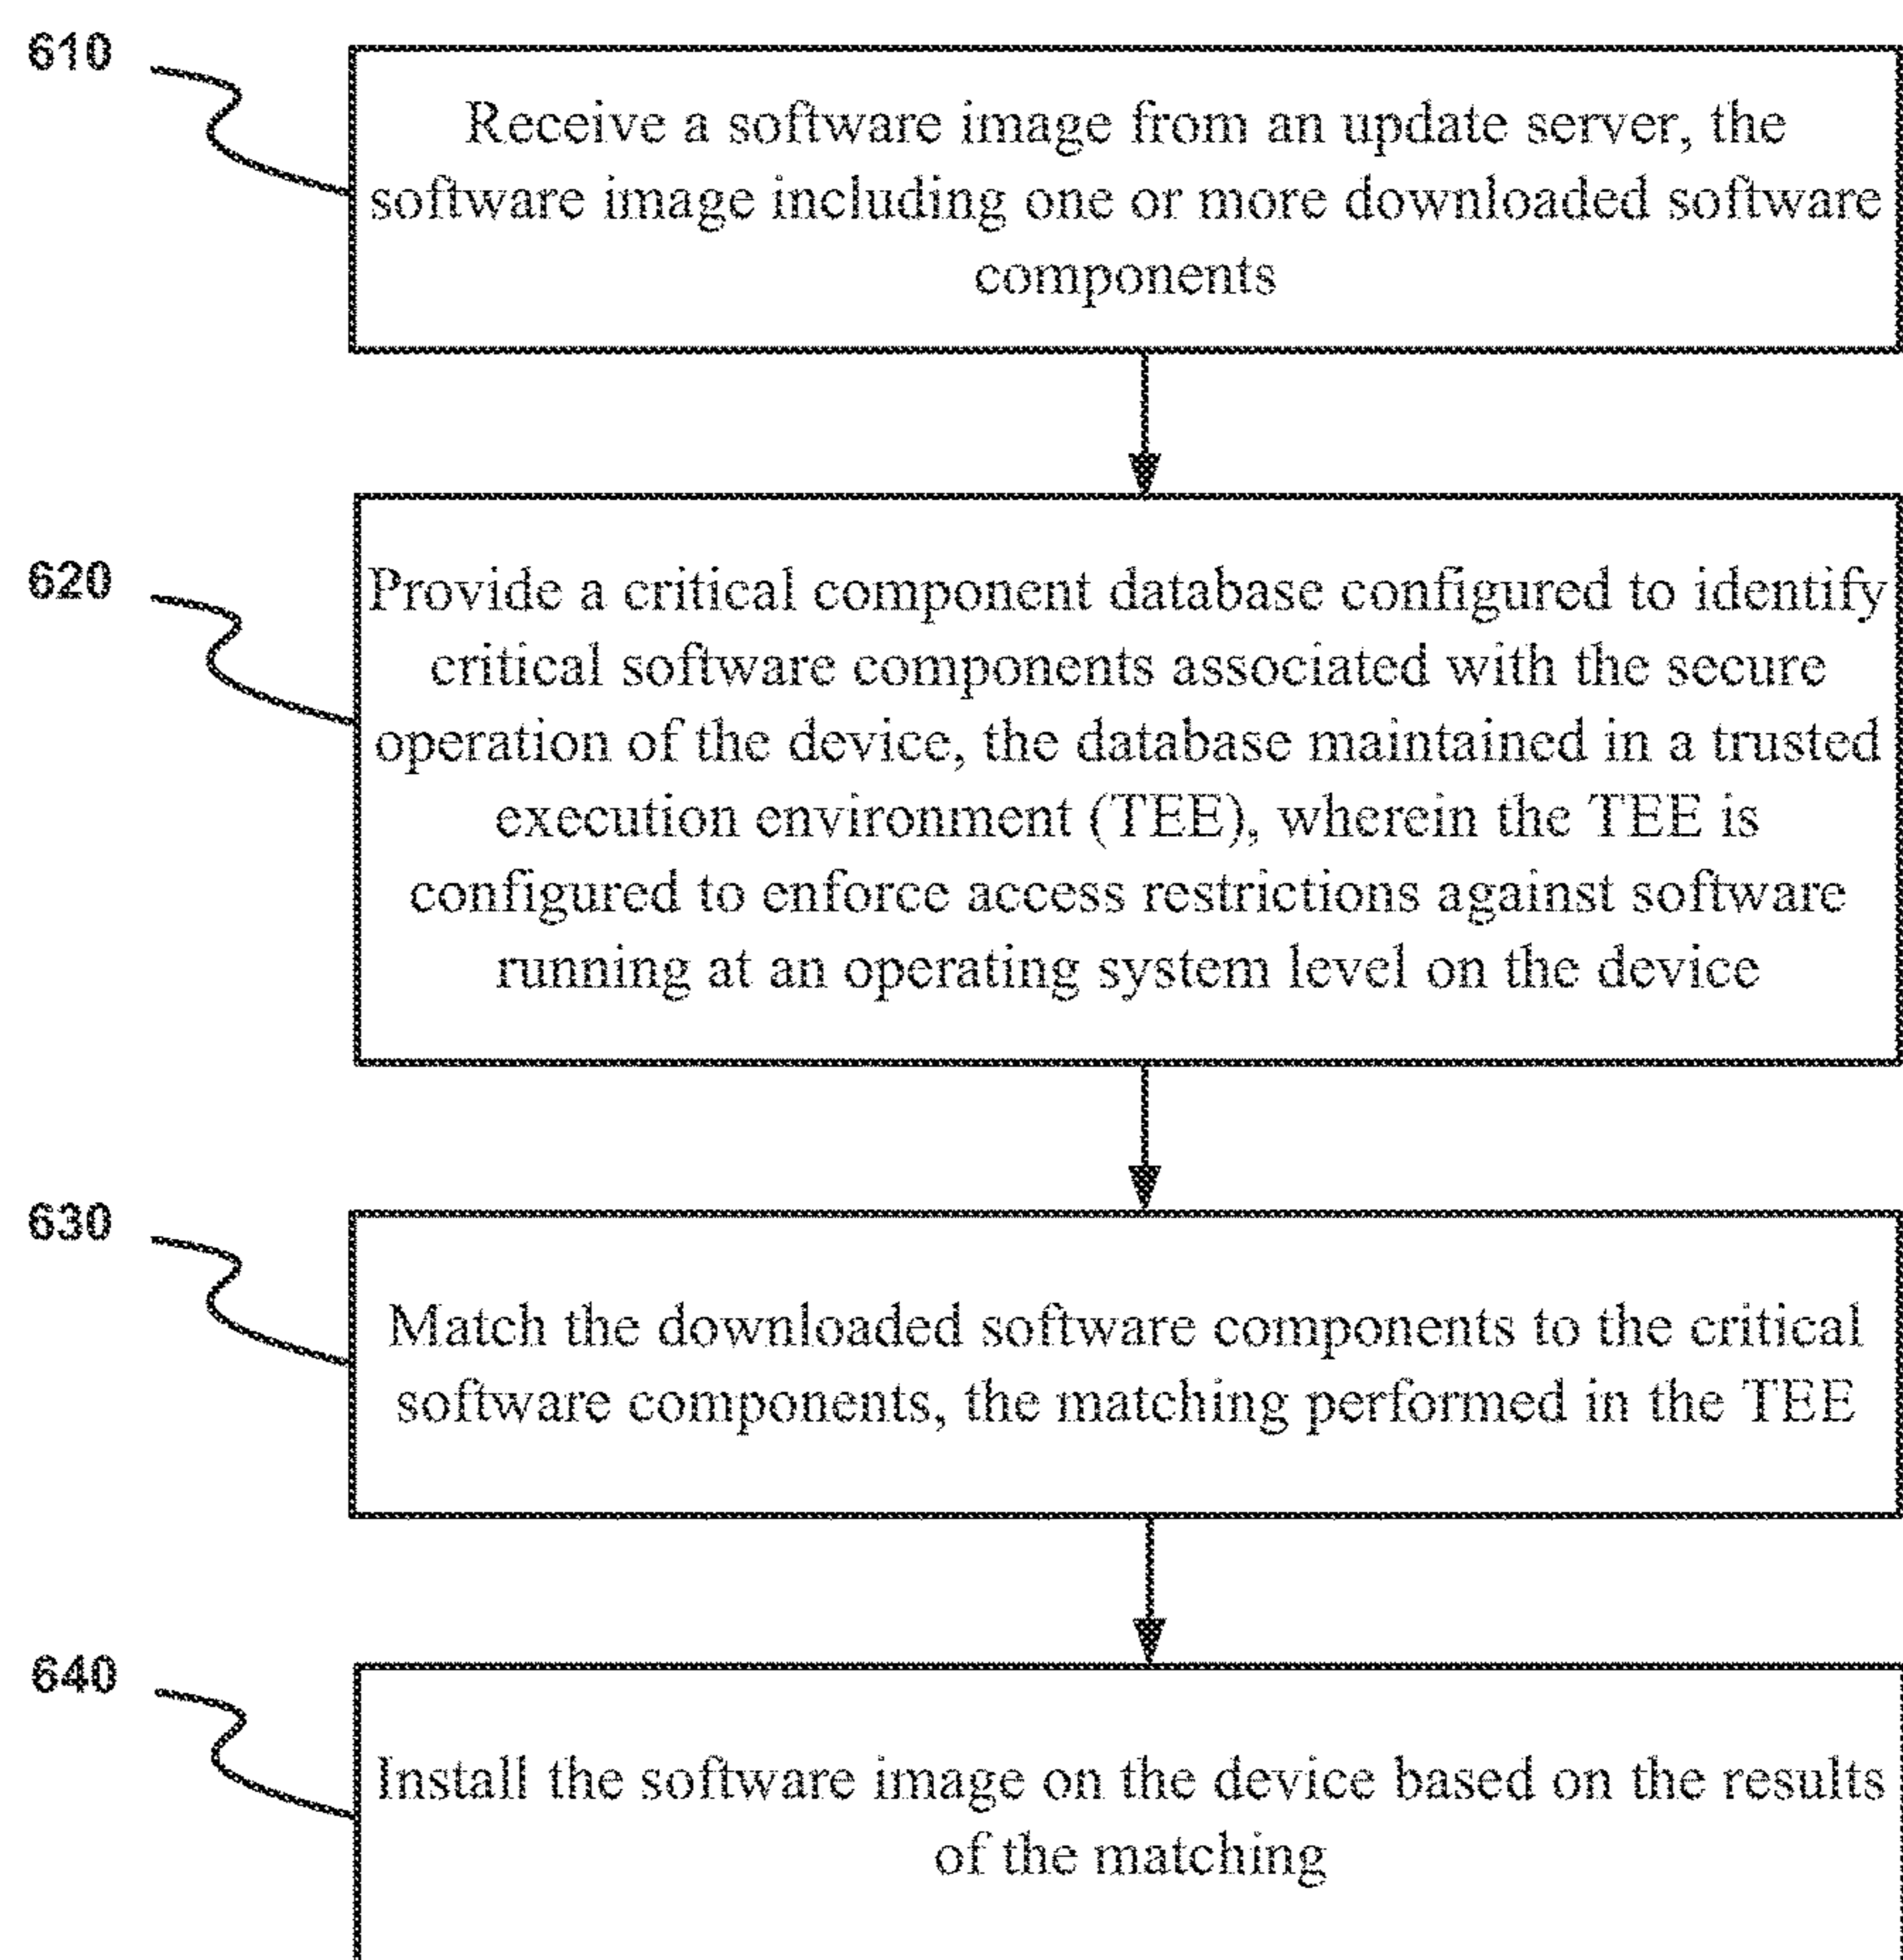 610
Receive a software image from an update server, the
software image including one or more downloaded software
components
620
Provide a critical component database configured to identify
critical software components associated with the secure
operation of the device, the database maintained in a trusted
execution environment (TEE), wherein the TEE is
configured to enforce access restrictions against software
running at an operating system level on the device
630
Match the downloaded software components to the critical
software components, the matching performed in the TEE
640
Install the software image on the device based on the results
of the matching